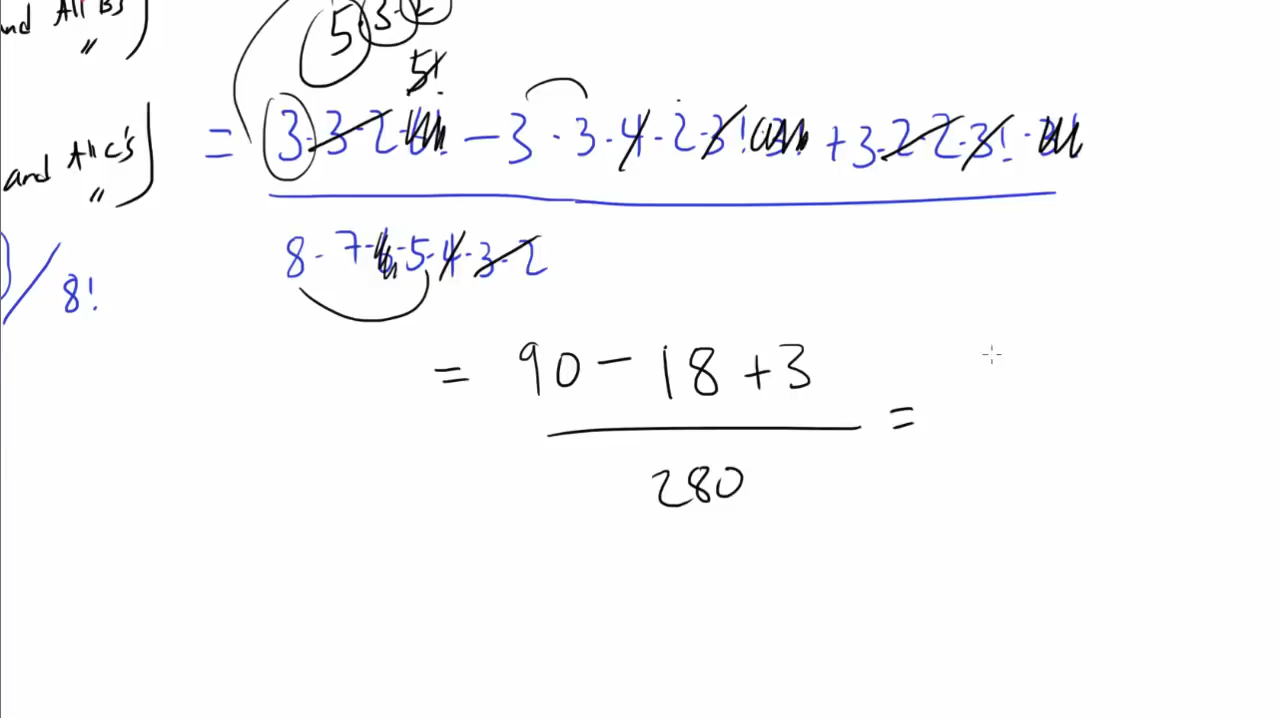 and All B's
"
5 · 3 · 2
5!
and All C's
"
= 3·3·2· − 3 · 3·4·2·3! + 3·2·2·3! ·
8 · 7 · 6 · 5 · 4 · 3 · 2
/ 8!
= 90 − 18 + 3
280
=